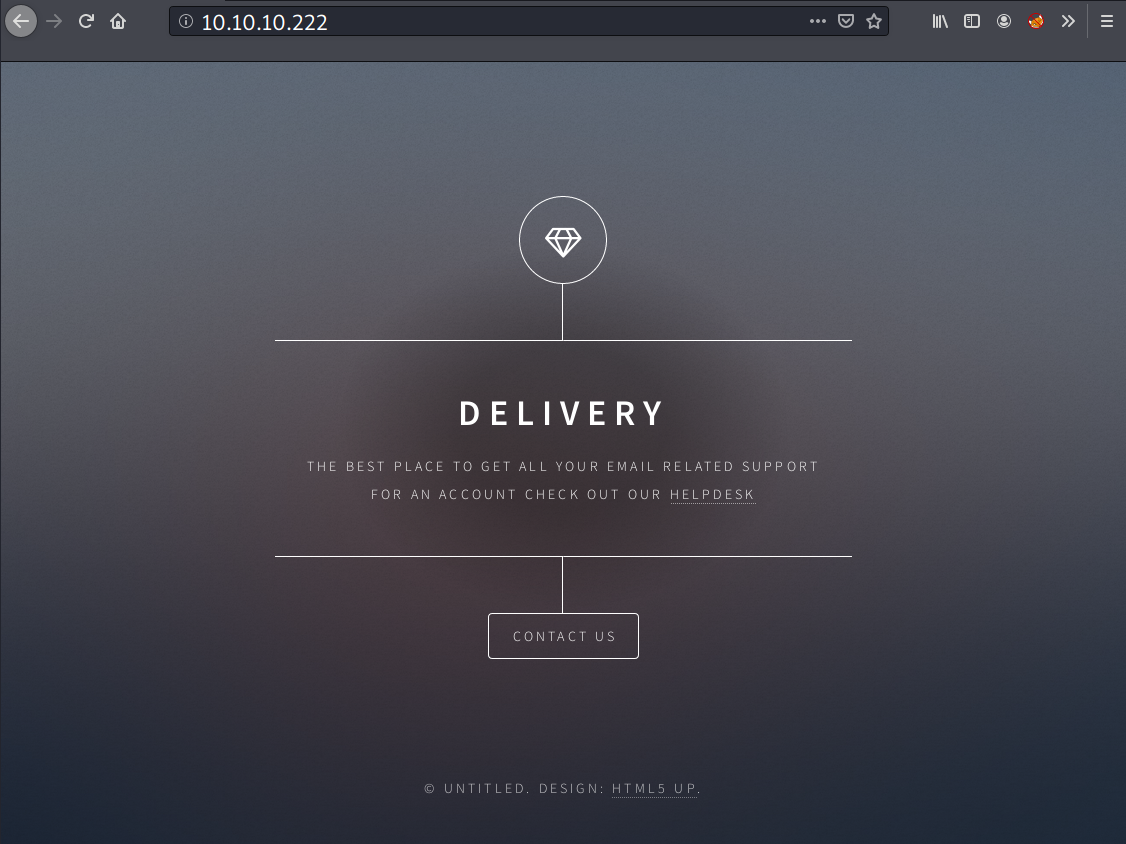 10.10.10.222
DELIVERY
THE BEST PLACE TO GET ALL YOUR EMAIL RELATED SUPPORT
FOR AN ACCOUNT CHECK OUT OUR HELPDESK
CONTACT US
© UNTITLED. DESIGN: HTML5 UP.